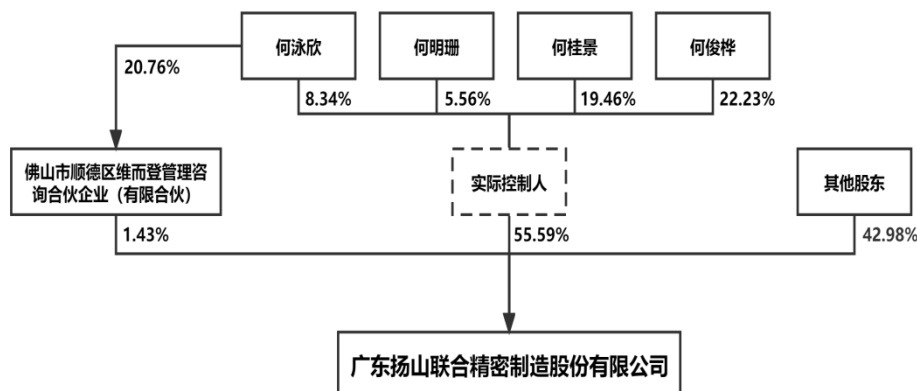 何泳欣
何明珊
何桂景
何俊桦
20.76%
8.34%
5.56%
19.46%
22.23%
佛山市顺德区维而登管理咨
询合伙企业（有限合伙）
实际控制人
其他股东
1.43%
55.59%
42.98%
广东扬山联合精密制造股份有限公司